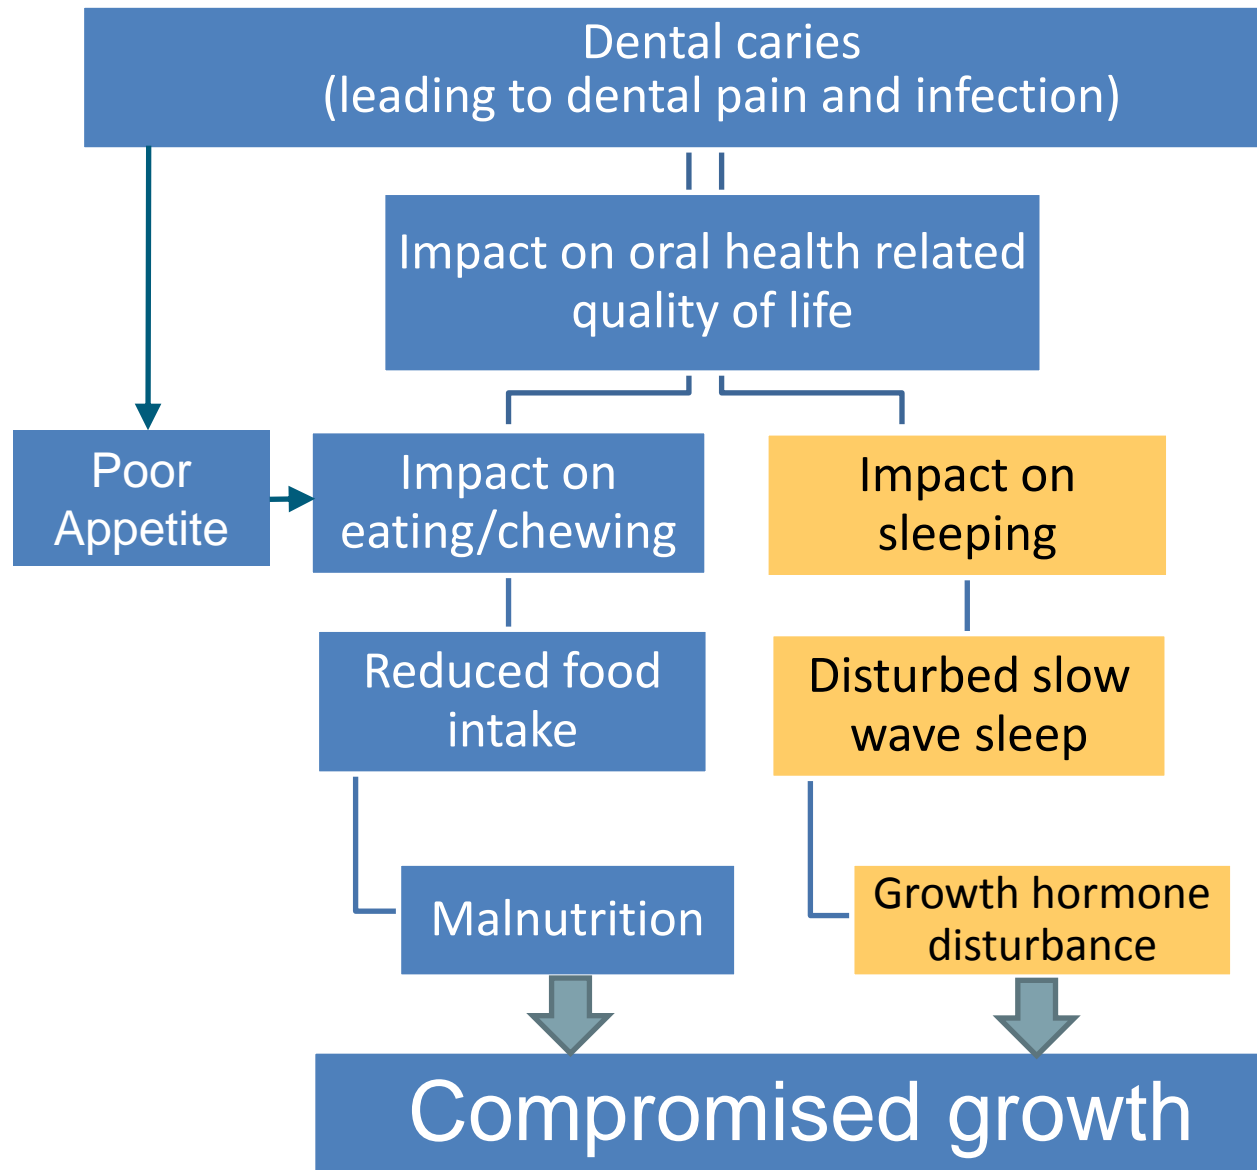 Dental caries
(leading to dental pain and infection)
Impact on oral health related
quality of life
Poor
Appetite
Impact on
eating/chewing
Impact on
sleeping
Reduced food
intake
Disturbed slow
wave sleep
Malnutrition
Growth hormone
disturbance
Compromised growth